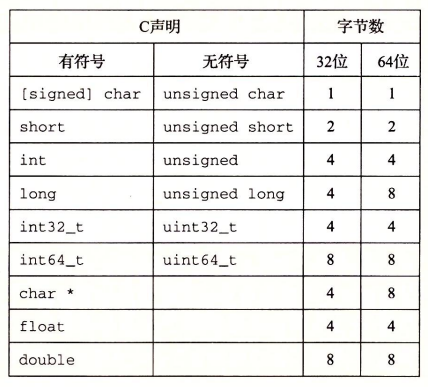 C声明 字节数
有符号 无符号 32位 64位
[signed] char unsigned char 1 1
short unsigned short 2 2
int unsigned 4 4
long unsigned long 4 8
int32_t uint32_t 4 4
int64_t uint64_t 8 8
char * 4 8
float 4 4
double 8 8